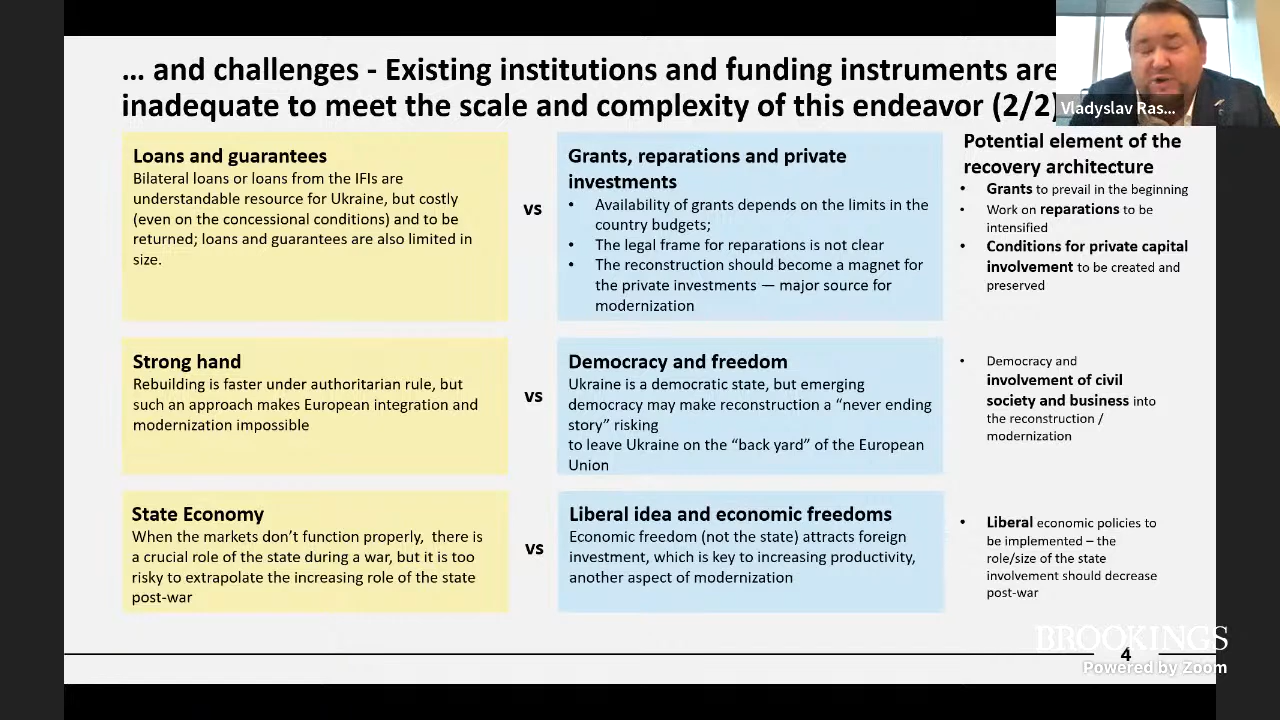 … and challenges - Existing institutions and funding instruments are
inadequate to meet the scale and complexity of this endeavor (2/2)
Vladyslav Ras...
Loans and guarantees
Bilateral loans or loans from the IFIs are
understandable resource for Ukraine, but costly
(even on the concessional conditions) and to be
returned; loans and guarantees are also limited in
size.
vs
Grants, reparations and private
investments
• Availability of grants depends on the limits in the
country budgets;
• The legal frame for reparations is not clear
• The reconstruction should become a magnet for
the private investments — major source for
modernization
Potential element of the
recovery architecture
• Grants to prevail in the beginning
• Work on reparations to be
intensified
• Conditions for private capital
involvement to be created and
preserved
Strong hand
Rebuilding is faster under authoritarian rule, but
such an approach makes European integration and
modernization impossible
vs
Democracy and freedom
Ukraine is a democratic state, but emerging
democracy may make reconstruction a “never ending
story” risking
to leave Ukraine on the “back yard” of the European
Union
• Democracy and
involvement of civil
society and business into
the reconstruction /
modernization
State Economy
When the markets don’t function properly, there is
a crucial role of the state during a war, but it is too
risky to extrapolate the increasing role of the state
post-war
vs
Liberal idea and economic freedoms
Economic freedom (not the state) attracts foreign
investment, which is key to increasing productivity,
another aspect of modernization
• Liberal economic policies to
be implemented – the
role/size of the state
involvement should decrease
post-war
BROOKINGS
4
Powered by Zoom